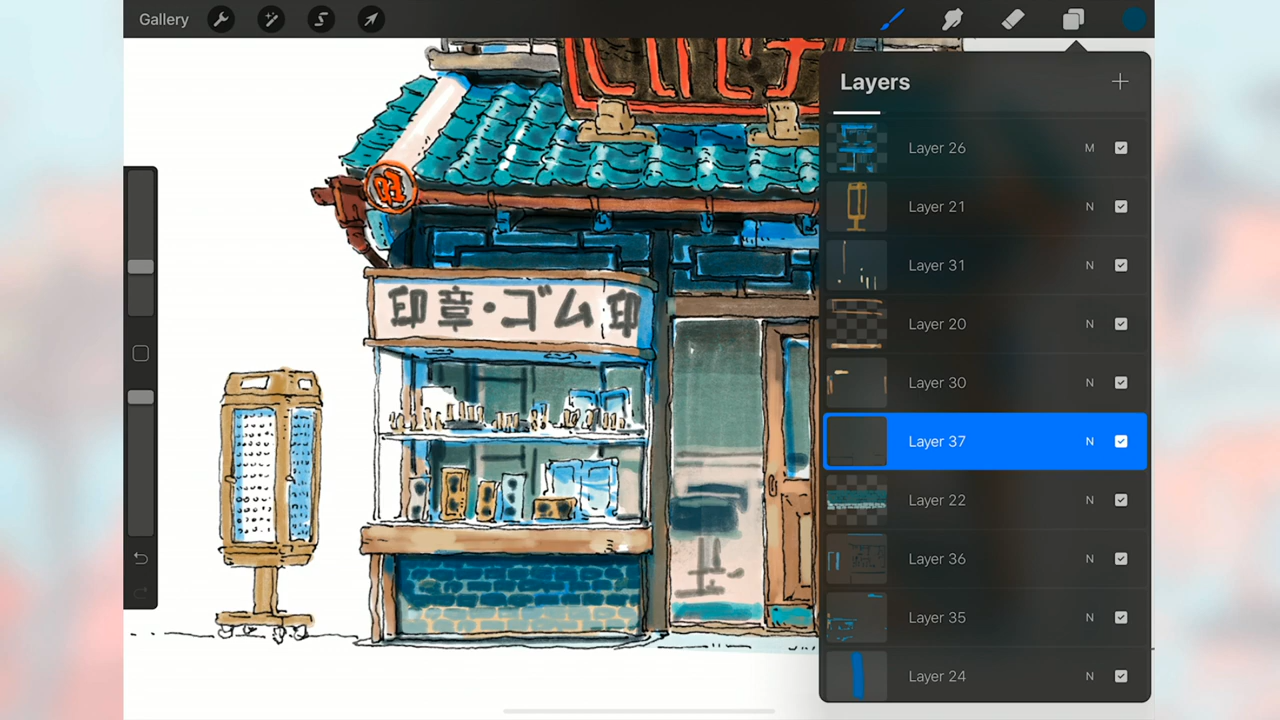 Gallery
Layers
Layer 26 M
Layer 21 N
Layer 31 N
Layer 20 N
Layer 30 N
Layer 37 N
Layer 22 N
Layer 36 N
Layer 35 N
Layer 24 N
印
印章・ゴム印